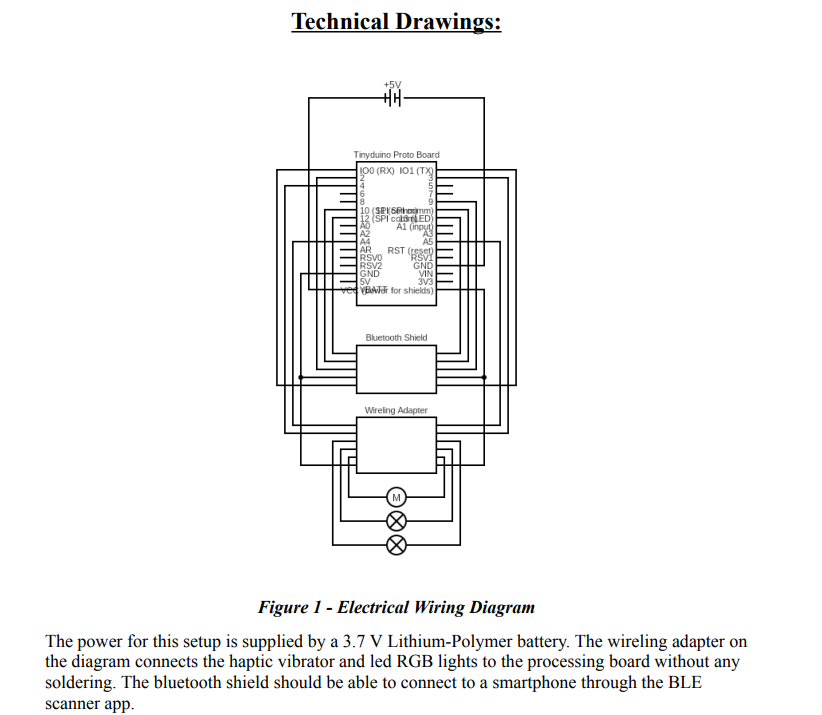 Technical Drawings:
+5V
Tinyduino Proto Board
IO0 (RX) IO1 (TX)
2 3
4 5
6 7
8 9
10 (SPI comm)
12 (SPI comm) 13 (LED)
A0 A1 (input)
A2 A3
A4 A5
AR RST (reset)
RSV0 RSV1
RSV2 GND
GND VIN
5V 3V3
VBATT
VCC (power for shields)
Bluetooth Shield
Wireling Adapter
M
Figure 1 - Electrical Wiring Diagram
The power for this setup is supplied by a 3.7 V Lithium-Polymer battery. The wireling adapter on
the diagram connects the haptic vibrator and led RGB lights to the processing board without any
soldering. The bluetooth shield should be able to connect to a smartphone through the BLE
scanner app.